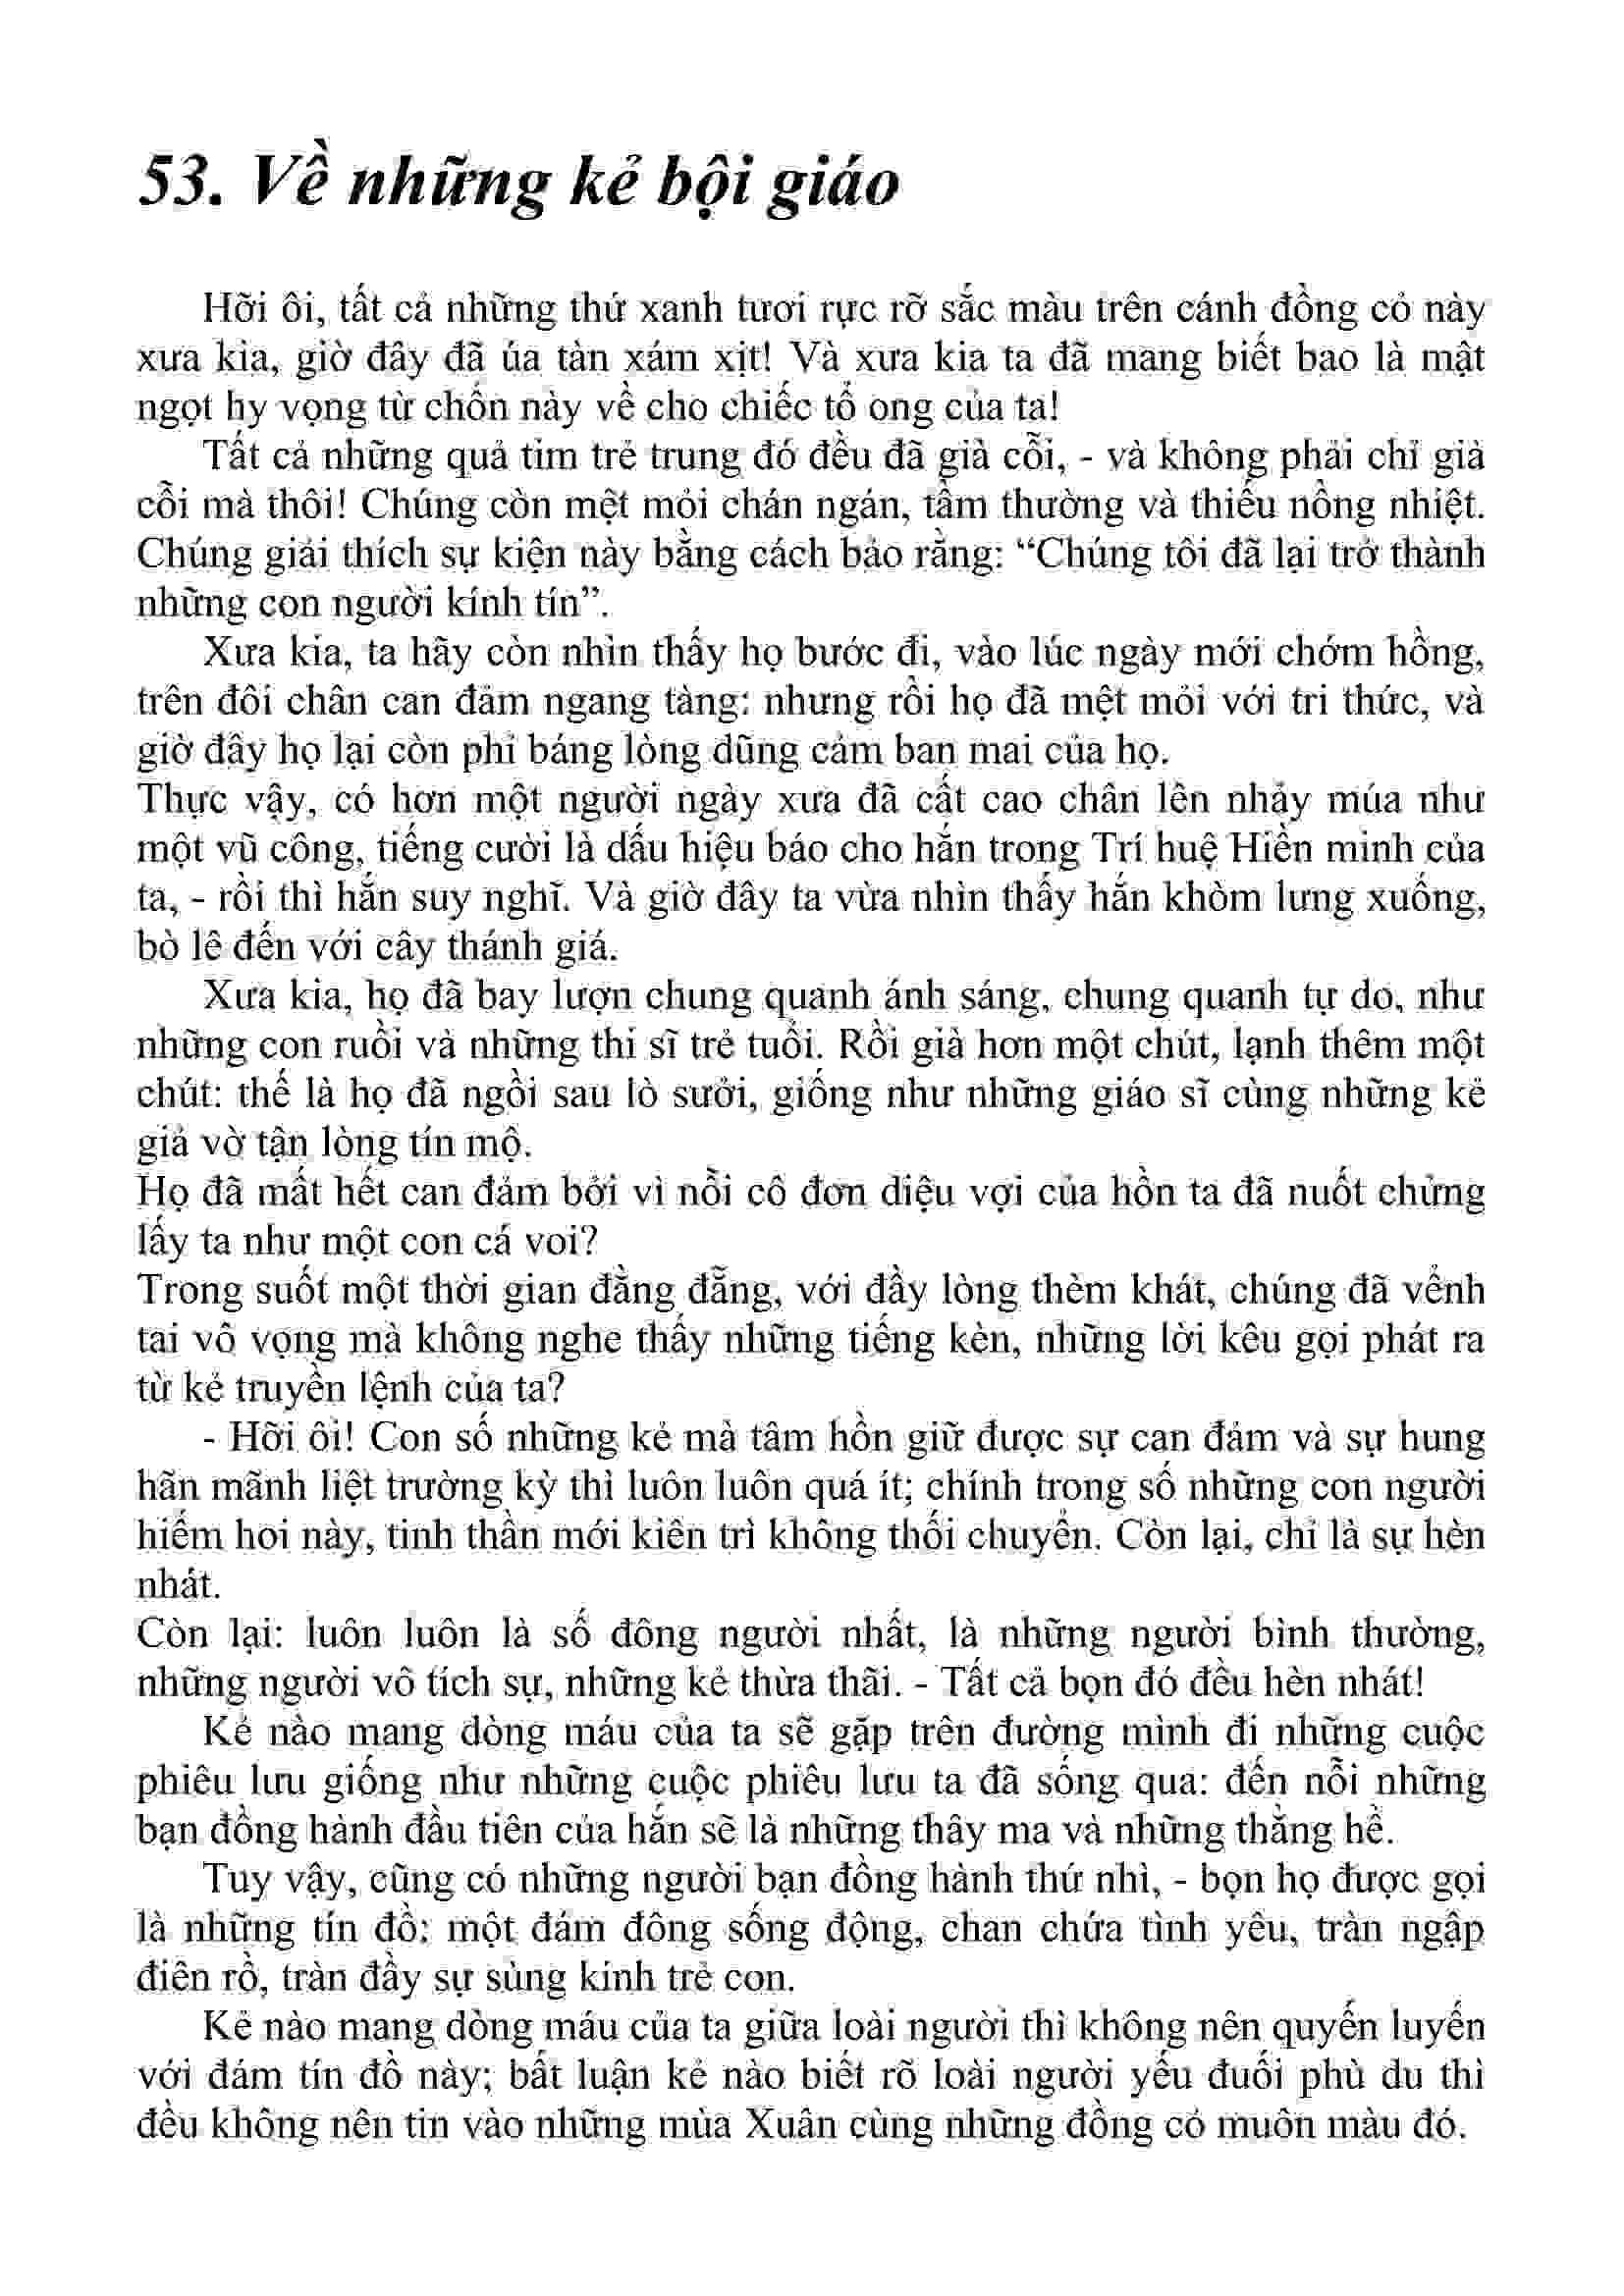 53. Về những kẻ bội giáo
Hỡi ôi, tất cả những thứ xanh tươi rực rỡ sắc màu trên cánh đồng cỏ này
xưa kia, giờ đây đã úa tàn xám xịt! Và xưa kia ta đã mang biết bao là mật
ngọt hy vọng từ chốn này về cho chiếc tổ ong của ta!
Tất cả những quả tim trẻ trung đó đều đã già cỗi, - và không phải chỉ già
cỗi mà thôi! Chúng còn mệt mỏi chán ngán, tầm thường và thiếu nồng nhiệt.
Chúng giải thích sự kiện này bằng cách bảo rằng: “Chúng tôi đã lại trở thành
những con người kính tín”.
Xưa kia, ta hãy còn nhìn thấy họ bước đi, vào lúc ngày mới chớm hồng,
trên đôi chân can đảm ngang tàng: nhưng rồi họ đã mệt mỏi với tri thức, và
giờ đây họ lại còn phỉ báng lòng dũng cảm ban mai của họ.
Thực vậy, có hơn một người ngày xưa đã cất cao chân lên nhảy múa như
một vũ công, tiếng cười là dấu hiệu báo cho hắn trong Trí huệ Hiền minh của
ta, - rồi thì hắn suy nghĩ. Và giờ đây ta vừa nhìn thấy hắn khòm lưng xuống,
bò lê đến với cây thánh giá.
Xưa kia, họ đã bay lượn chung quanh ánh sáng, chung quanh tự do, như
những con ruồi và những thi sĩ trẻ tuổi. Rồi già hơn một chút, lạnh thêm một
chút: thế là họ đã ngồi sau lò sưởi, giống như những giáo sĩ cùng những kẻ
giả vờ tận lòng tín mộ.
Họ đã mất hết can đảm bởi vì nỗi cô đơn diệu vợi của hồn ta đã nuốt chửng
lấy ta như một con cá voi?
Trong suốt một thời gian đằng đẵng, với đầy lòng thèm khát, chúng đã vểnh
tai vô vọng mà không nghe thấy những tiếng kèn, những lời kêu gọi phát ra
từ kẻ truyền lệnh của ta?
- Hỡi ôi! Con số những kẻ mà tâm hồn giữ được sự can đảm và sự hung
hãn mãnh liệt trường kỳ thì luôn luôn quá ít; chính trong số những con người
hiếm hoi này, tinh thần mới kiên trì không thối chuyển. Còn lại, chỉ là sự hèn
nhát.
Còn lại: luôn luôn là số đông người nhất, là những người bình thường,
những người vô tích sự, những kẻ thừa thãi. - Tất cả bọn đó đều hèn nhát!
Kẻ nào mang dòng máu của ta sẽ gặp trên đường mình đi những cuộc
phiêu lưu giống như những cuộc phiêu lưu ta đã sống qua: đến nỗi những
bạn đồng hành đầu tiên của hắn sẽ là những thây ma và những thằng hề.
Tuy vậy, cũng có những người bạn đồng hành thứ nhì, - bọn họ được gọi
là những tín đồ: một đám đông sống động, chan chứa tình yêu, tràn ngập
điên rồ, tràn đầy sự sùng kính trẻ con.
Kẻ nào mang dòng máu của ta giữa loài người thì không nên quyến luyến
với đám tín đồ này; bất luận kẻ nào biết rõ loài người yếu đuối phù du thì
đều không nên tin vào những mùa Xuân cùng những đồng cỏ muôn màu đó.